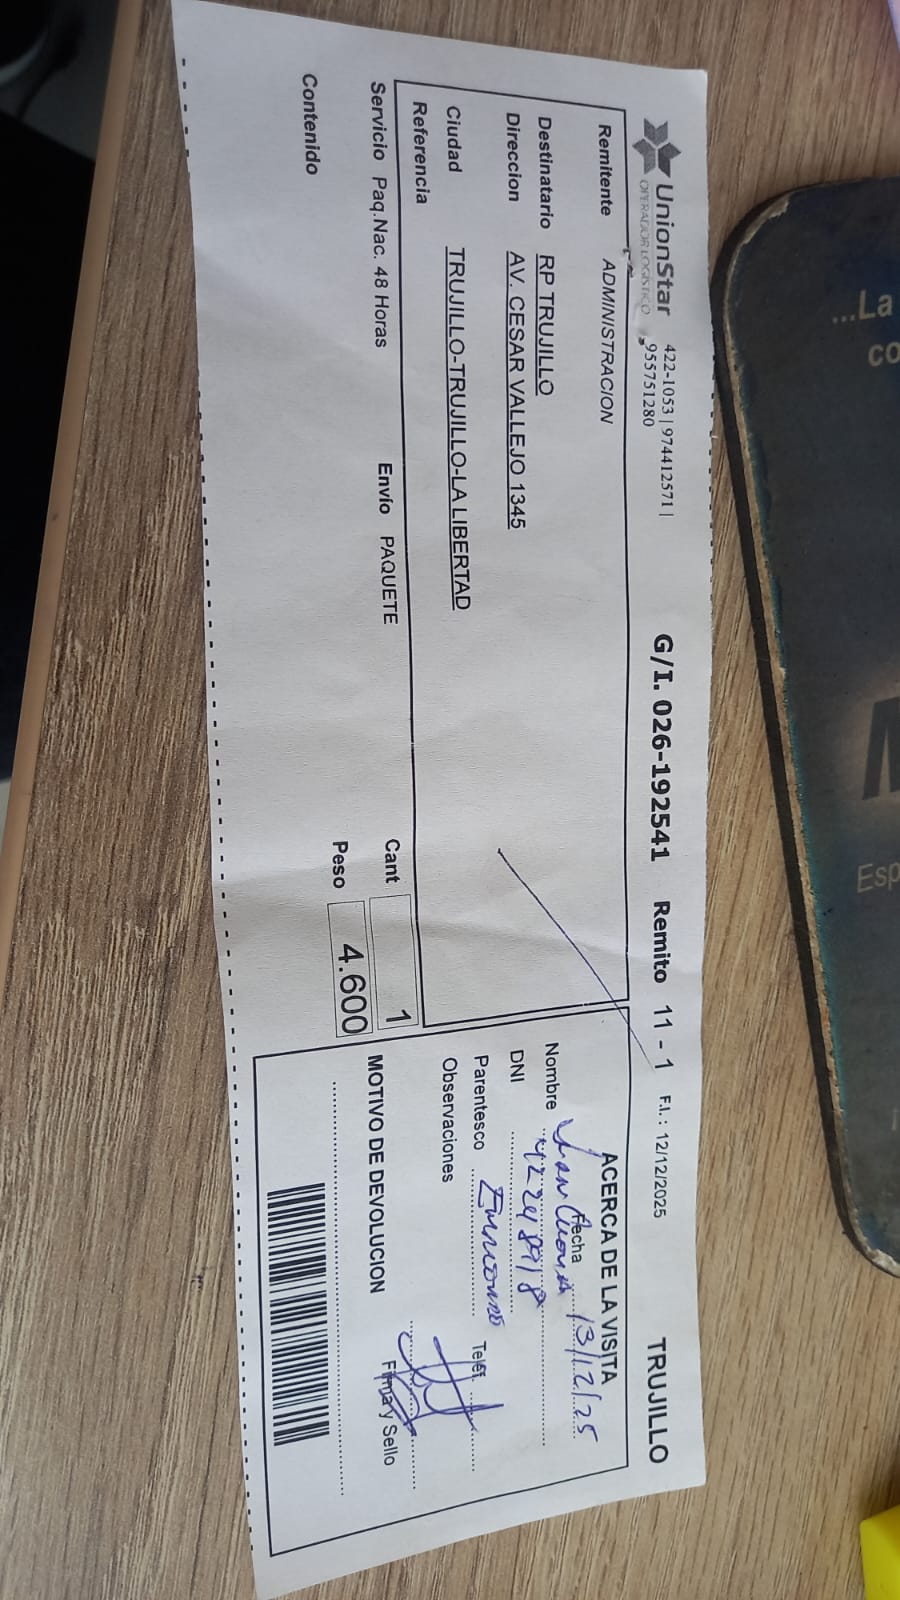 UnionStar
OPERADOR LOGISTICO
422-1053 | 974412571 |
955751280
G/I. 026-192541 Remito 11 - 1 F.I.: 12/12/2025 TRUJILLO
Remitente ADMINISTRACION
Destinatario RP TRUJILLO
Direccion AV. CESAR VALLEJO 1345
Ciudad TRUJILLO-TRUJILLO-LA LIBERTAD
Referencia
Servicio Paq.Nac. 48 Horas Envío PAQUETE Cant 1
Peso 4.600
Contenido
ACERCA DE LA VISITA
Fecha 13/12/25
Nombre
DNI
Parentesco
Teléf.
Observaciones
Firma y Sello
MOTIVO DE DEVOLUCION
...La
co
Esp